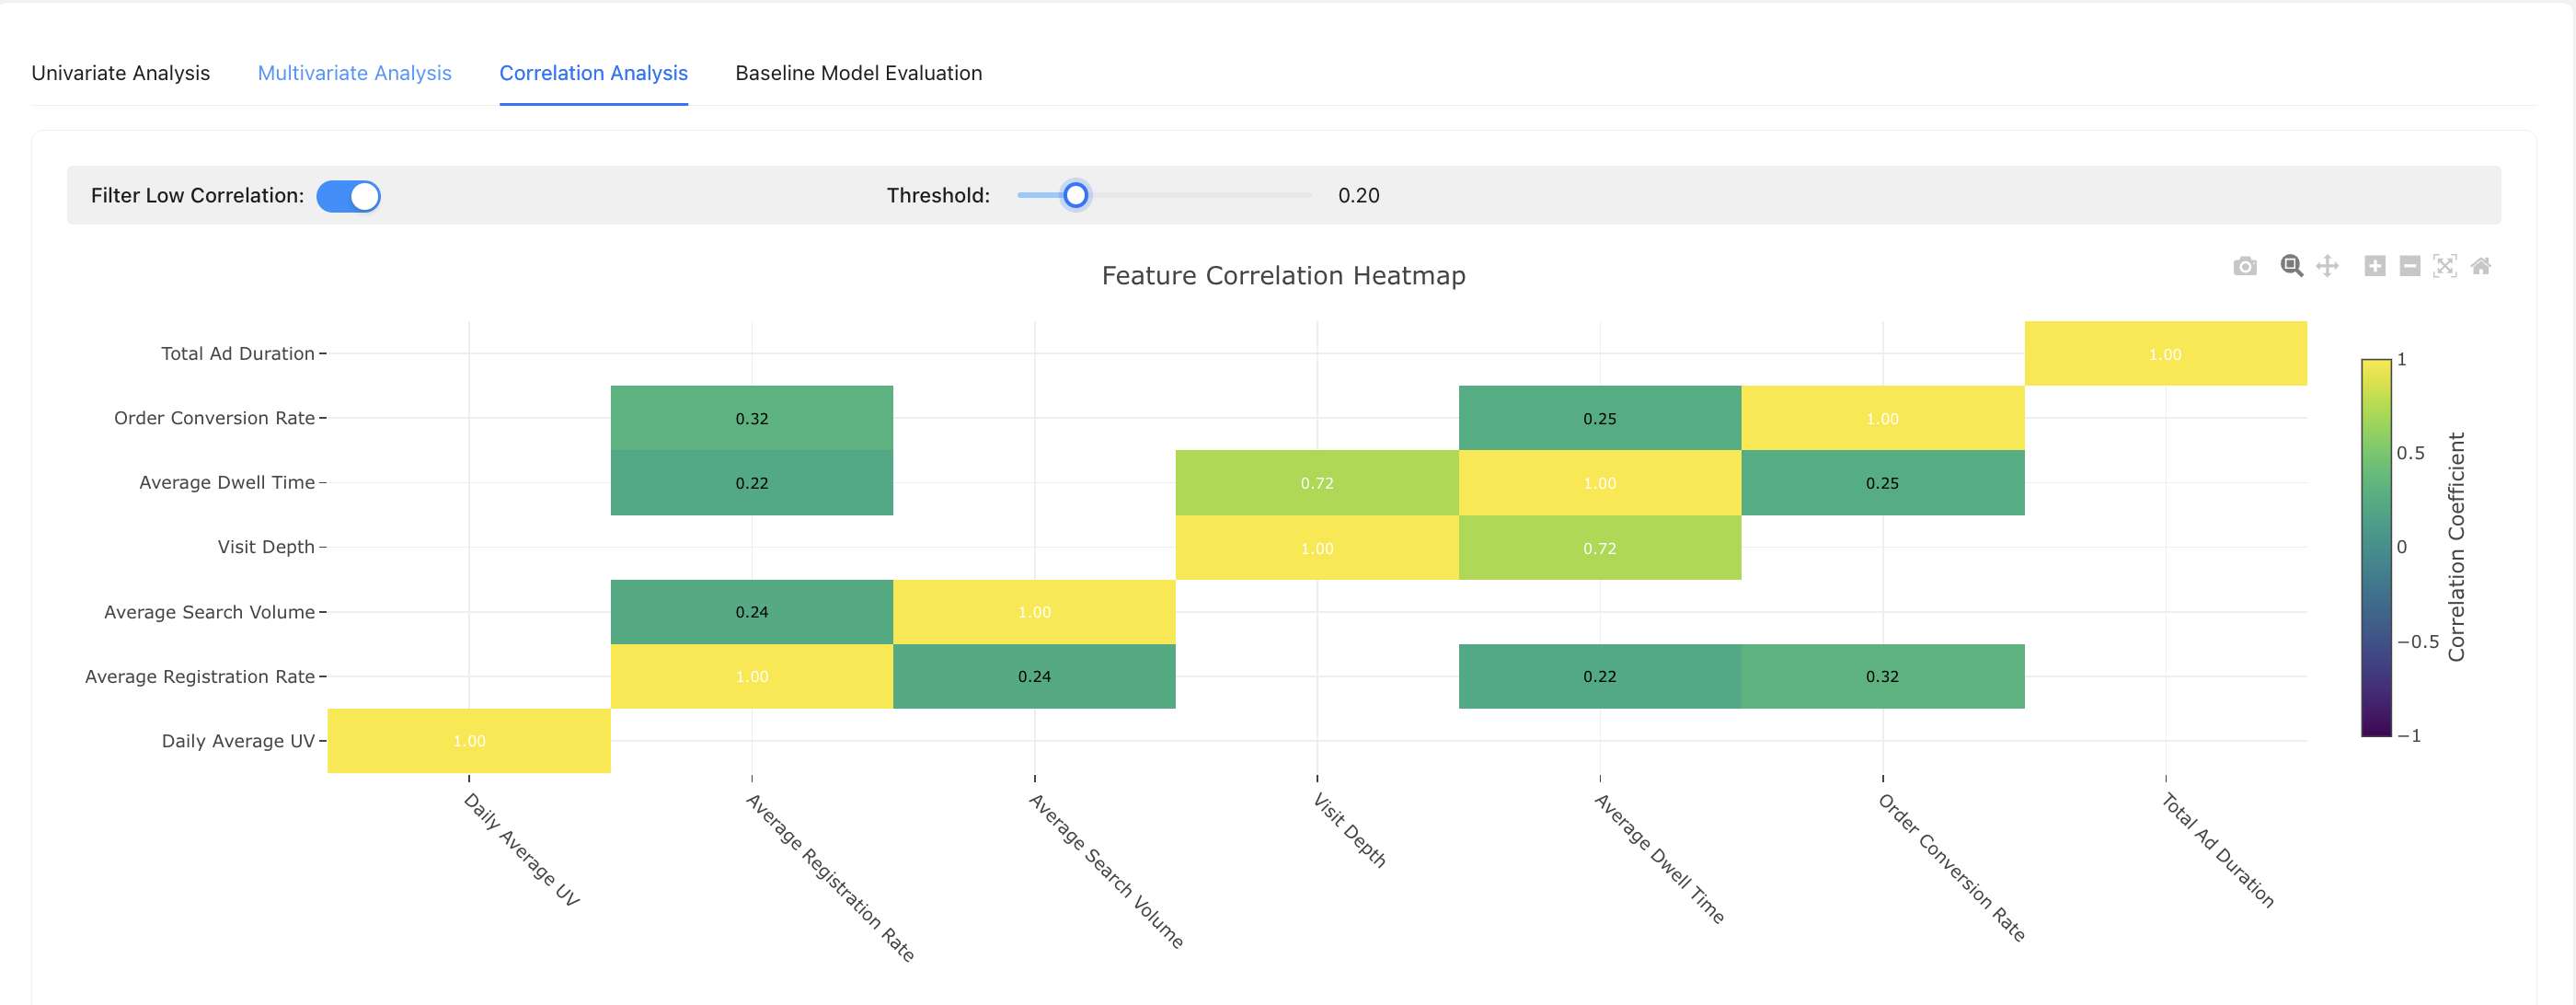 Univariate Analysis Multivariate Analysis Correlation Analysis Baseline Model Evaluation
Filter Low Correlation: Threshold: 0.20
Feature Correlation Heatmap
Total Ad Duration 1.00
Order Conversion Rate 0.32 0.25 1.00
Average Dwell Time 0.22 0.72 1.00 0.25
Visit Depth 1.00 0.72
Average Search Volume 0.24 1.00
Average Registration Rate 1.00 0.24 0.22 0.32
Daily Average UV 1.00
Daily Average UV
Average Registration Rate
Average Search Volume
Visit Depth
Average Dwell Time
Order Conversion Rate
Total Ad Duration
1
0.5
0
−0.5
−1
Correlation Coefficient